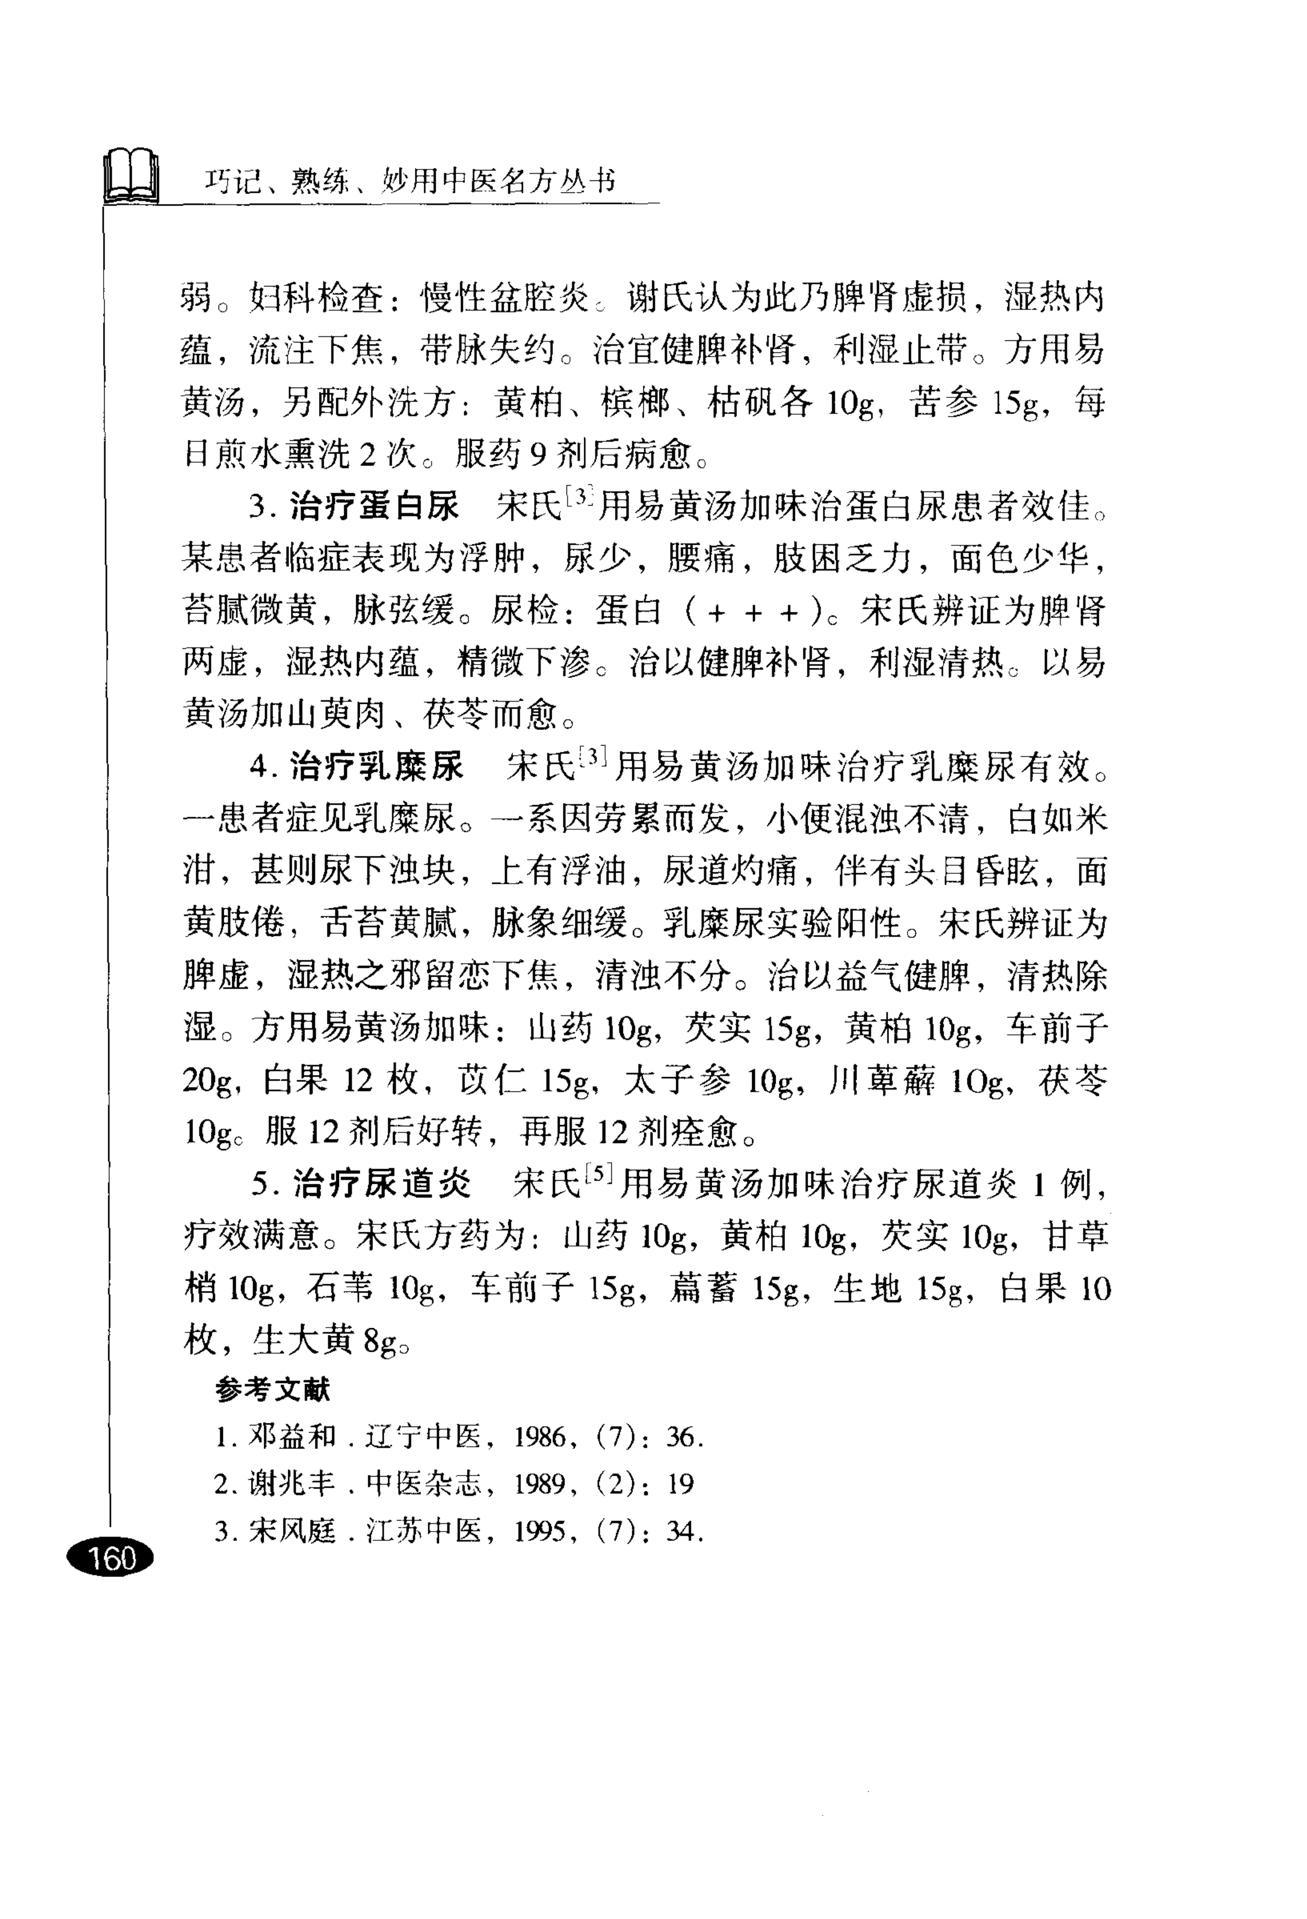 巧记、熟练、妙用中医名方丛书
弱。妇科检查：慢性盆腔炎。谢氏认为此乃脾肾虚损，湿热内
蕴，流注下焦，带脉失约。治宜健脾补肾，利湿止带。方用易
黄汤，另配外洗方：黄柏、槟榔、枯矾各 10g，苦参 15g，每
日煎水熏洗 2 次。服药 9 剂后病愈。
3. 治疗蛋白尿　宋氏[3]用易黄汤加味治蛋白尿患者效佳。
某患者临症表现为浮肿，尿少，腰痛，肢困乏力，面色少华，
苔腻微黄，脉弦缓。尿检：蛋白（+ + +）。宋氏辨证为脾肾
两虚，湿热内蕴，精微下渗。治以健脾补肾，利湿清热。以易
黄汤加山萸肉、茯苓而愈。
4. 治疗乳糜尿　宋氏[3]用易黄汤加味治疗乳糜尿有效。
一患者症见乳糜尿。一系因劳累而发，小便混浊不清，白如米
泔，甚则尿下浊块，上有浮油，尿道灼痛，伴有头目昏眩，面
黄肢倦，舌苔黄腻，脉象细缓。乳糜尿实验阳性。宋氏辨证为
脾虚，湿热之邪留恋下焦，清浊不分。治以益气健脾，清热除
湿。方用易黄汤加味：山药 10g，芡实 15g，黄柏 10g，车前子
20g，白果 12 枚，苡仁 15g，太子参 10g，川萆薢 10g，茯苓
10g。服 12 剂后好转，再服 12 剂痊愈。
5. 治疗尿道炎　宋氏[5]用易黄汤加味治疗尿道炎 1 例，
疗效满意。宋氏方药为：山药 10g，黄柏 10g，芡实 10g，甘草
梢 10g，石苇 10g，车前子 15g，萹蓄 15g，生地 15g，白果 10
枚，生大黄 8g。
参考文献
1. 邓益和．辽宁中医，1986，(7)：36．
2. 谢兆丰．中医杂志，1989，(2)：19
3. 宋风庭．江苏中医，1995，(7)：34．
160